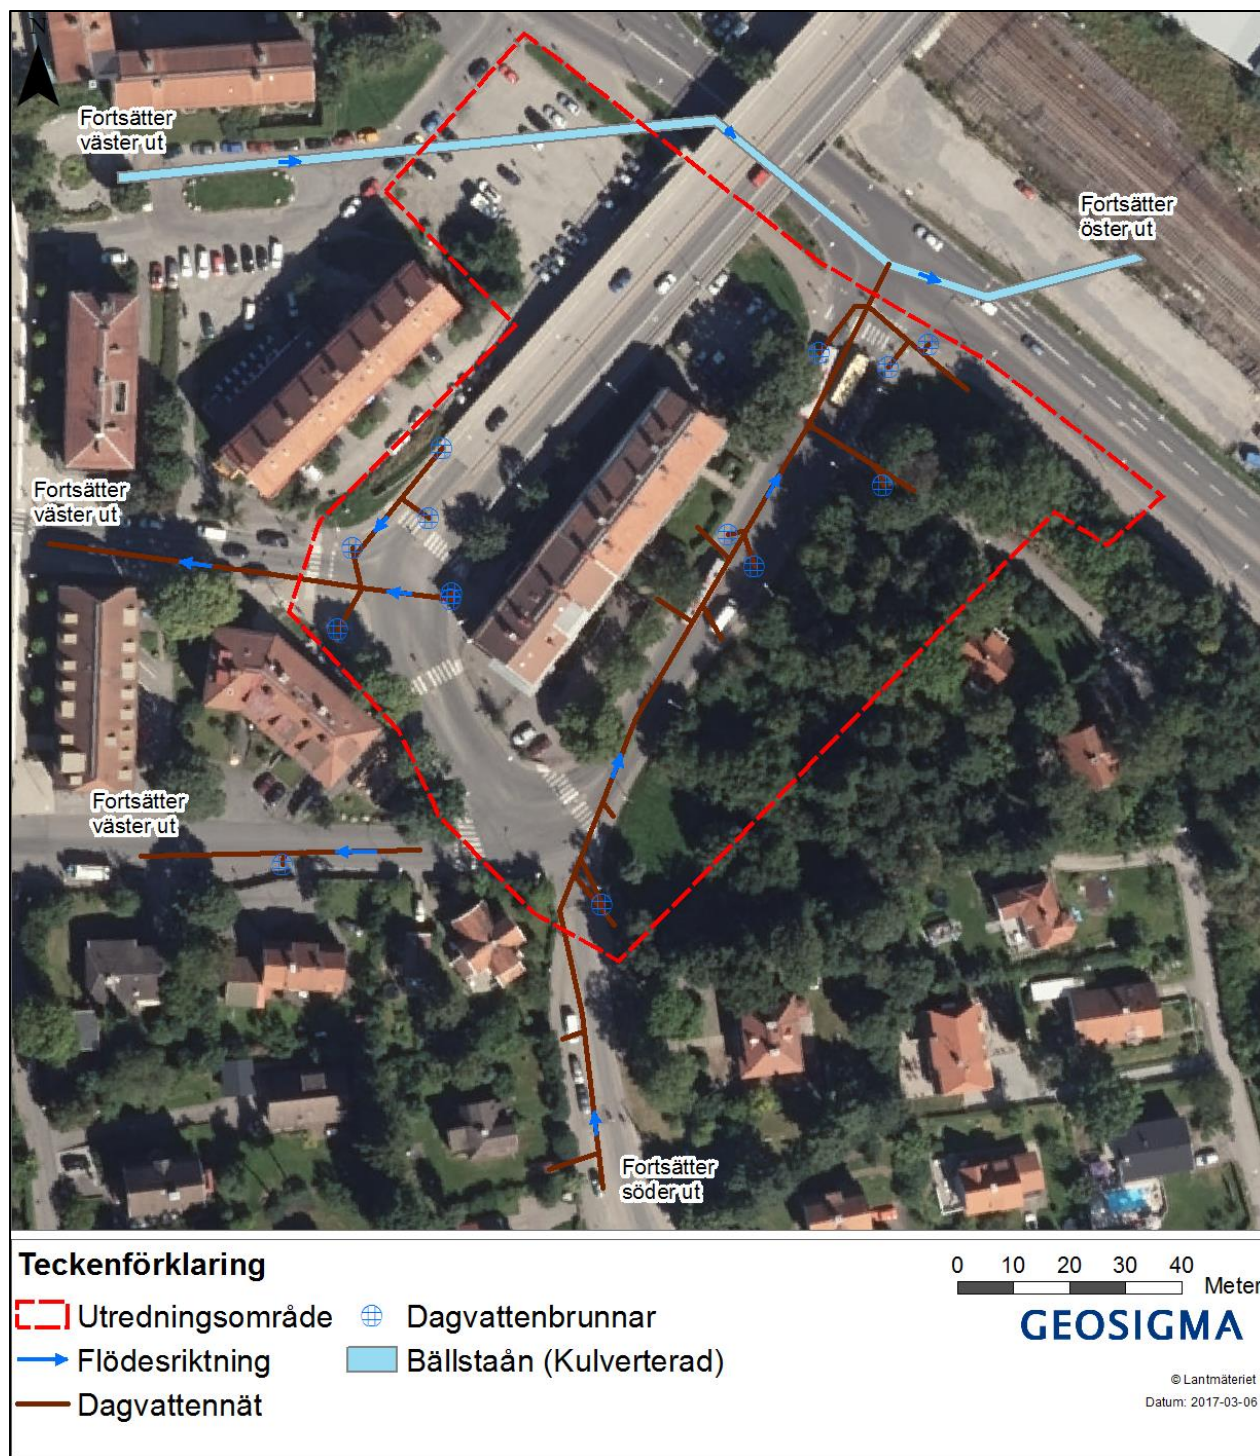 N
Fortsätter
väster ut
Fortsätter
öster ut
Fortsätter
väster ut
Fortsätter
väster ut
Fortsätter
söder ut
Teckenförklaring
Utredningsområde
Dagvattenbrunnar
Flödesriktning
Bällstaån (Kulverterad)
Dagvattennät
0 10 20 30 40
Meter
GEOSIGMA
© Lantmäteriet
Datum: 2017-03-06